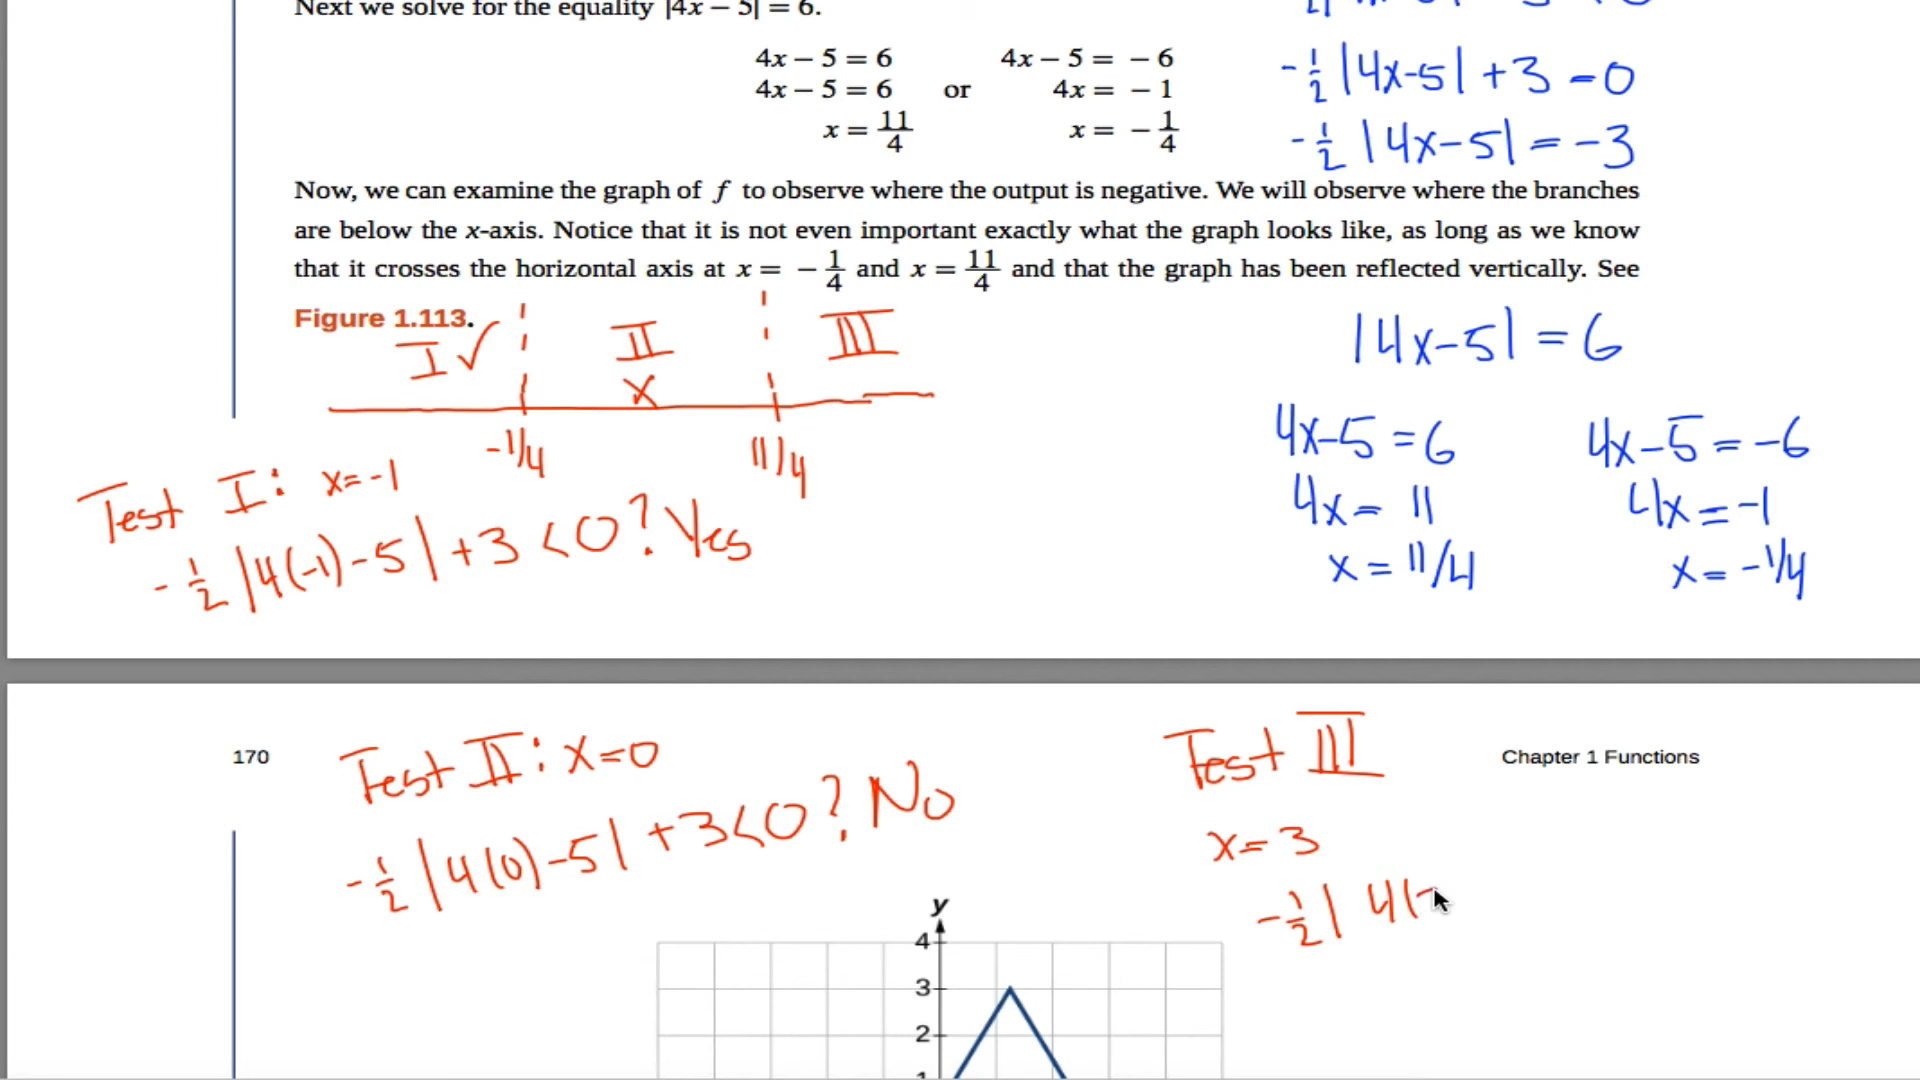 Next we solve for the equality |4x − 5| = 6.
4x − 5 = 6 4x − 5 = − 6
4x − 5 = 6 or 4x = − 1
x = 11/4 x = − 1/4
-1/2 |4x-5| +3 = 0
-1/2 |4x-5| = -3
Now, we can examine the graph of f to observe where the output is negative. We will observe where the branches
are below the x-axis. Notice that it is not even important exactly what the graph looks like, as long as we know
that it crosses the horizontal axis at x = − 1/4 and x = 11/4 and that the graph has been reflected vertically. See
Figure 1.113.
I ✓ II III
X
-1/4 11/4
|4x-5| = 6
4x-5 = 6 4x-5 = -6
4x = 11 4x = -1
x = 11/4 x = -1/4
Test I: x=-1
-1/2 |4(-1)-5| +3 < 0? Yes
170 Chapter 1 Functions
Test II: x=0
-1/2 |4(0)-5| +3<0? No
Test III
x=3
-1/2 | 4(
y
4
3
2
1